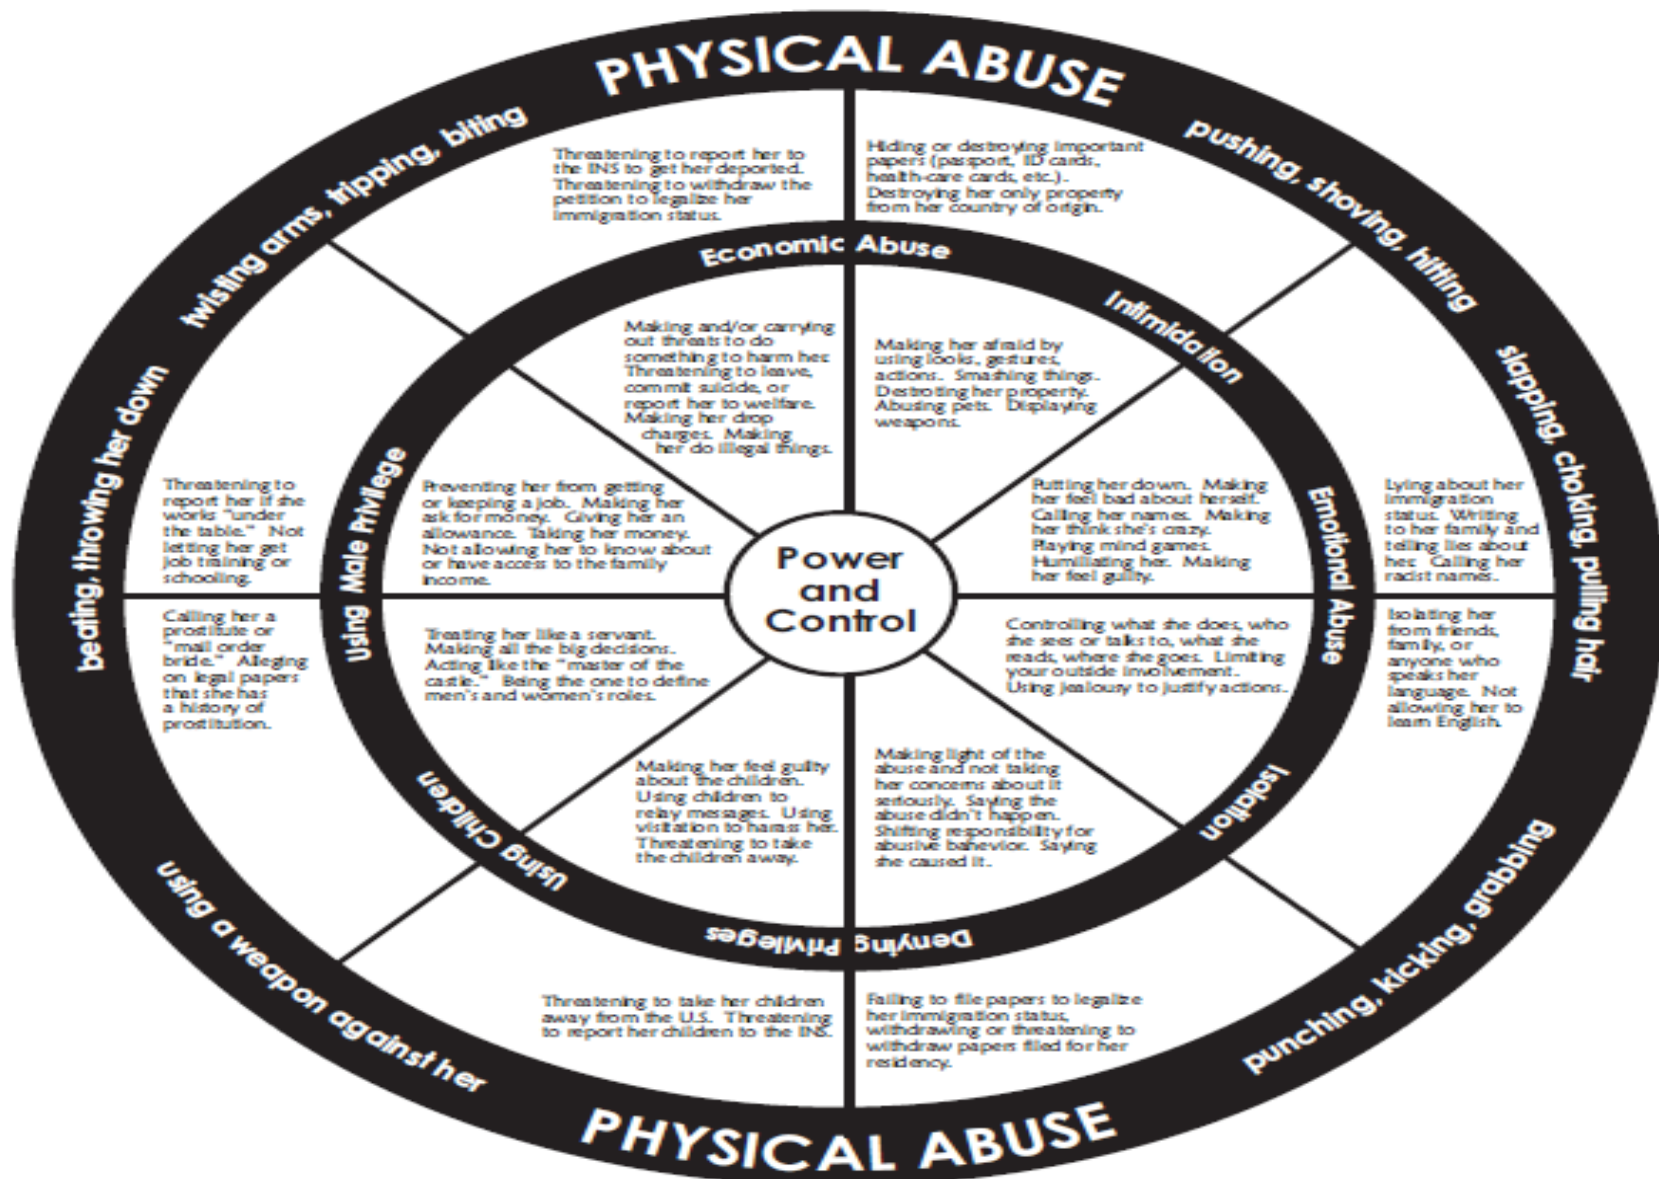 PHYSICAL ABUSE
twisting arms, tripping, biting
pushing, shoving, hitting
slapping, choking, pulling hair
punching, kicking, grabbing
beating, throwing her down
using a weapon against her
PHYSICAL ABUSE
Threatening to report her to
the INS to get her deported.
Threatening to withdraw the
petition to legalize her
immigration status.
Hiding or destroying important
papers (passport, ID cards,
health-care cards, etc.).
Destroying her only property
from her country of origin.
Economic Abuse
Intimidation
Emotional Abuse
Isolation
Denying Privileges
Using Children
Using Male Privilege
Making and/or carrying
out threats to do
something to harm her.
Threatening to leave,
commit suicide, or
report her to welfare.
Making her drop
charges. Making
her do illegal things.
Making her afraid by
using looks, gestures,
actions. Smashing things.
Destroting her property.
Abusing pets. Displaying
weapons.
Threatening to
report her if she
works "under
the table." Not
letting her get
job training or
schooling.
Preventing her from getting
or keeping a job. Making her
ask for money. Giving her an
allowance. Taking her money.
Not allowing her to know about
or have access to the family
income.
Power
and
Control
Putting her down. Making
her feel bad about herself.
Calling her names. Making
her think she's crazy.
Playing mind games.
Humiliating her. Making
her feel guilty.
Lying about her
immigration
status. Writing
to her family and
telling lies about
her. Calling her
racist names.
Calling her a
prostitute or
"mail order
bride." Alleging
on legal papers
that she has
a history of
prostitution.
Treating her like a servant.
Making all the big decisions.
Acting like the "master of the
castle." Being the one to define
men's and women's roles.
Controlling what she does, who
she sees or talks to, what she
reads, where she goes. Limiting
your outside involvement.
Using jealousy to justify actions.
Isolating her
from friends,
family, or
anyone who
speaks her
language. Not
allowing her to
learn English.
Making her feel guilty
about the children.
Using children to
relay messages. Using
visitation to harass her.
Threatening to take
the children away.
Making light of the
abuse and not taking
her concerns about it
seriously. Saying the
abuse didn't happen.
Shifting responsibility for
abusive bahevior. Saying
she caused it.
Threatening to take her children
away from the U.S. Threatening
to report her children to the INS.
Failing to file papers to legalize
her immigration status,
withdrawing or threatening to
withdraw papers filed for her
residency.